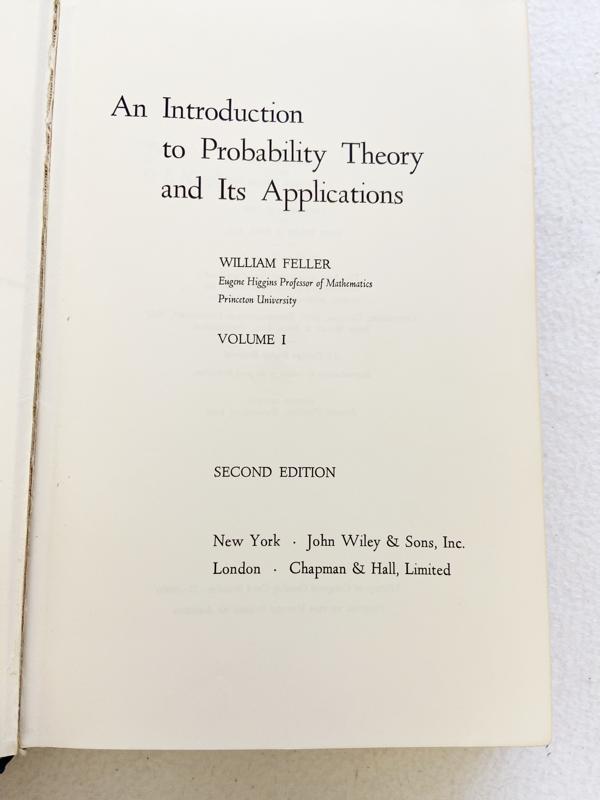 An Introduction
to Probability Theory
and Its Applications
WILLIAM FELLER
Eugene Higgins Professor of Mathematics
Princeton University
VOLUME I
SECOND EDITION
New York · John Wiley & Sons, Inc.
London · Chapman & Hall, Limited